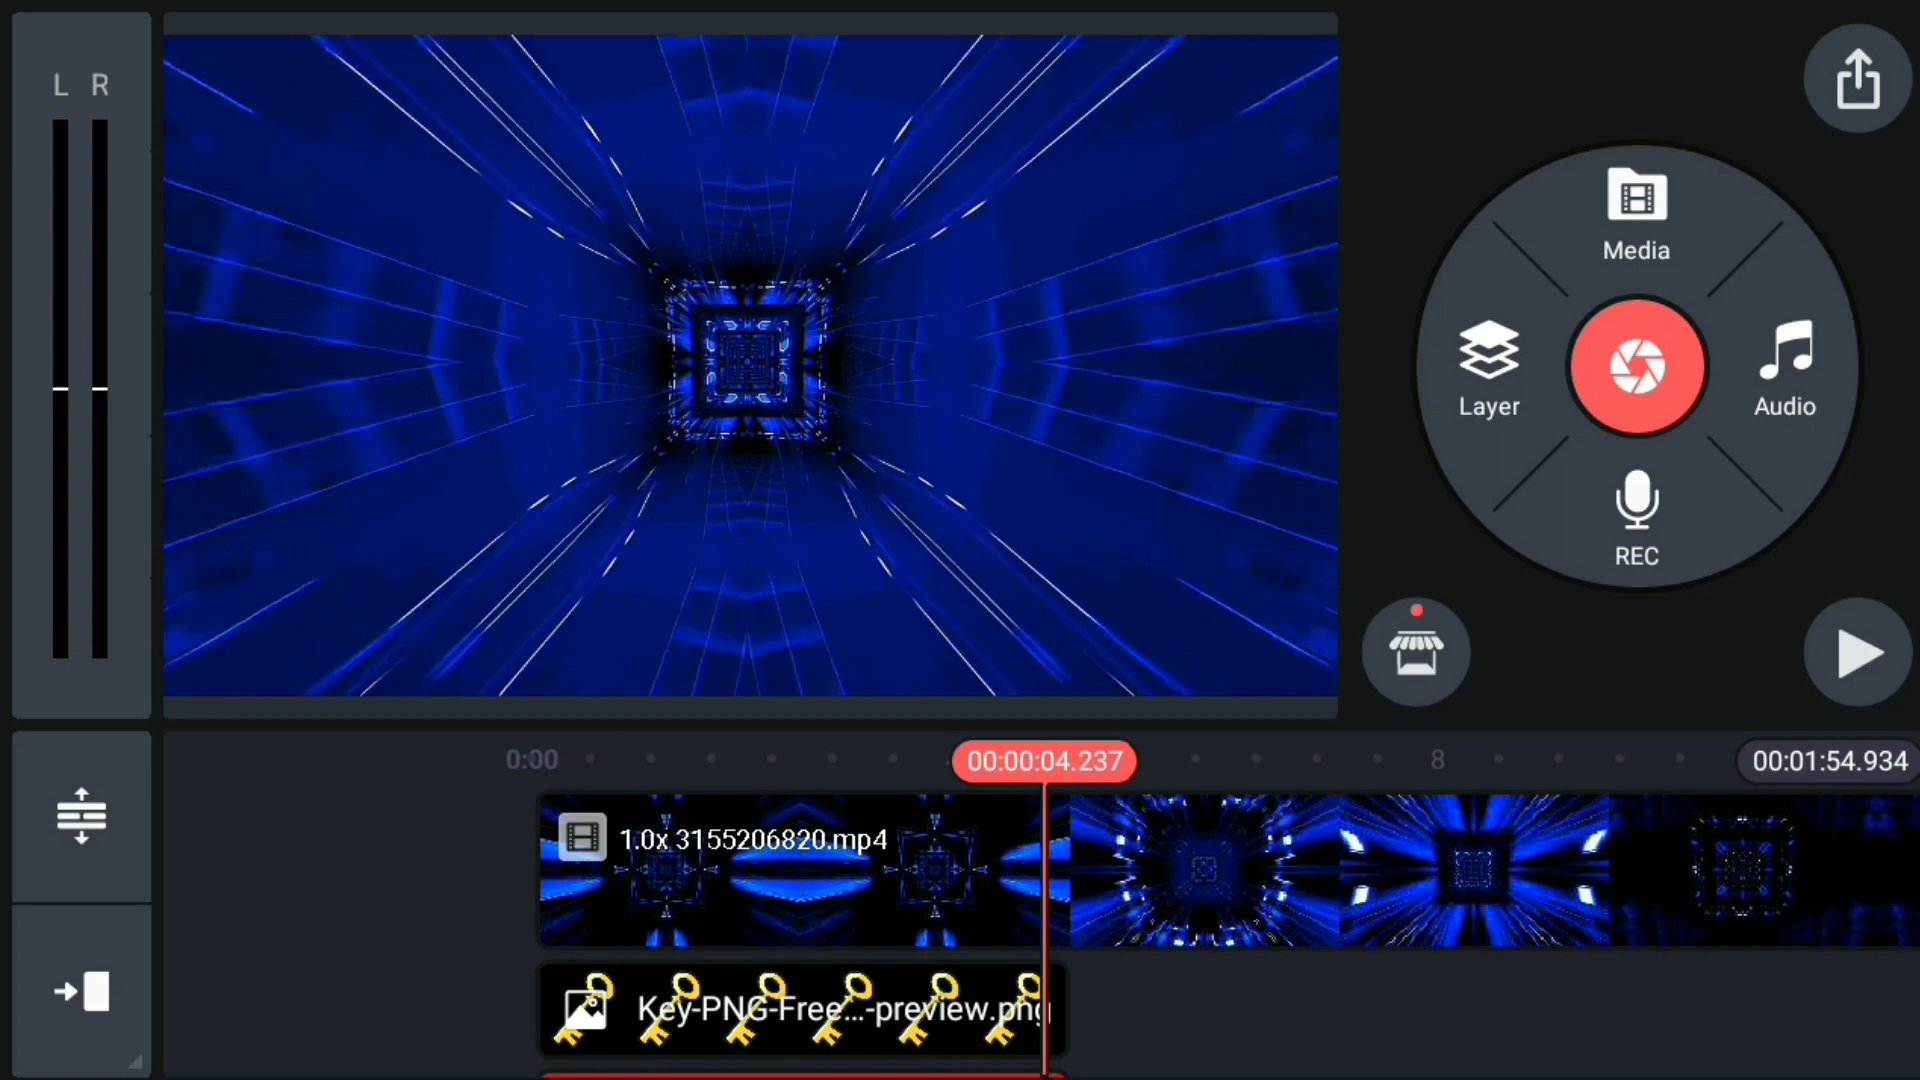 L R
Media
Layer
Audio
REC
0:00
00:00:04.237
8
00:01:54.934
1.0x 3155206820.mp4
Key-PNG-Free...-preview.png